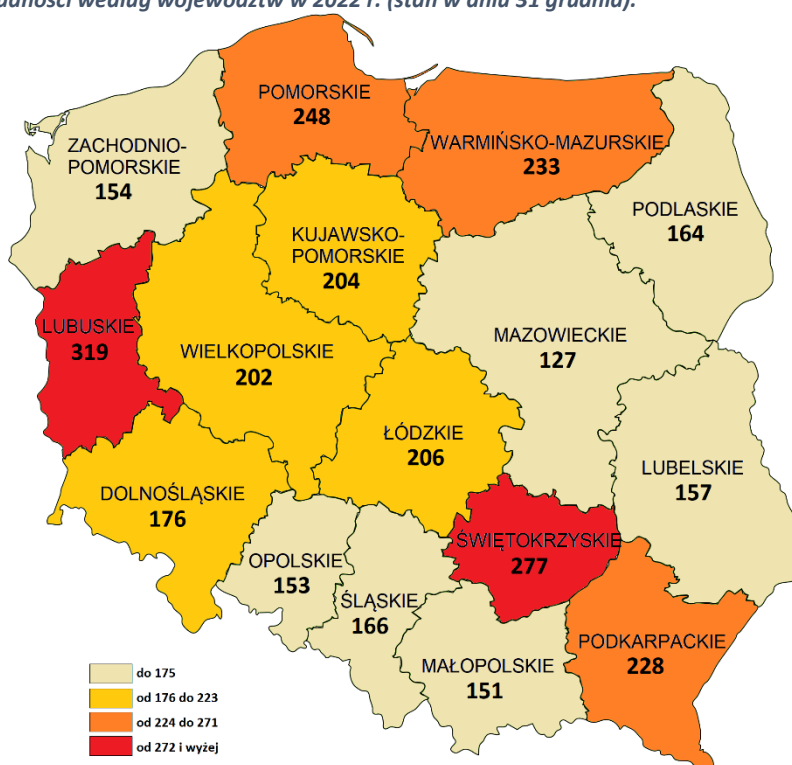 ludności według województw w 2022 r. (stan w dniu 31 grudnia).
POMORSKIE
248
ZACHODNIO-
POMORSKIE
154
WARMIŃSKO-MAZURSKIE
233
PODLASKIE
164
KUJAWSKO-
POMORSKIE
204
LUBUSKIE
319
WIELKOPOLSKIE
202
MAZOWIECKIE
127
ŁÓDZKIE
206
LUBELSKIE
157
DOLNOŚLĄSKIE
176
ŚWIĘTOKRZYSKIE
277
OPOLSKIE
153
ŚLĄSKIE
166
MAŁOPOLSKIE
151
PODKARPACKIE
228
do 175
od 176 do 223
od 224 do 271
od 272 i wyżej